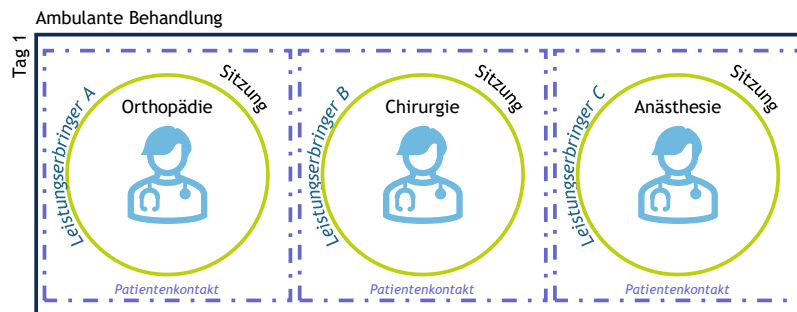 Ambulante Behandlung
Tag 1
Sitzung
Leistungserbringer A
Orthopädie
Patientenkontakt
Sitzung
Leistungserbringer B
Chirurgie
Patientenkontakt
Sitzung
Leistungserbringer C
Anästhesie
Patientenkontakt